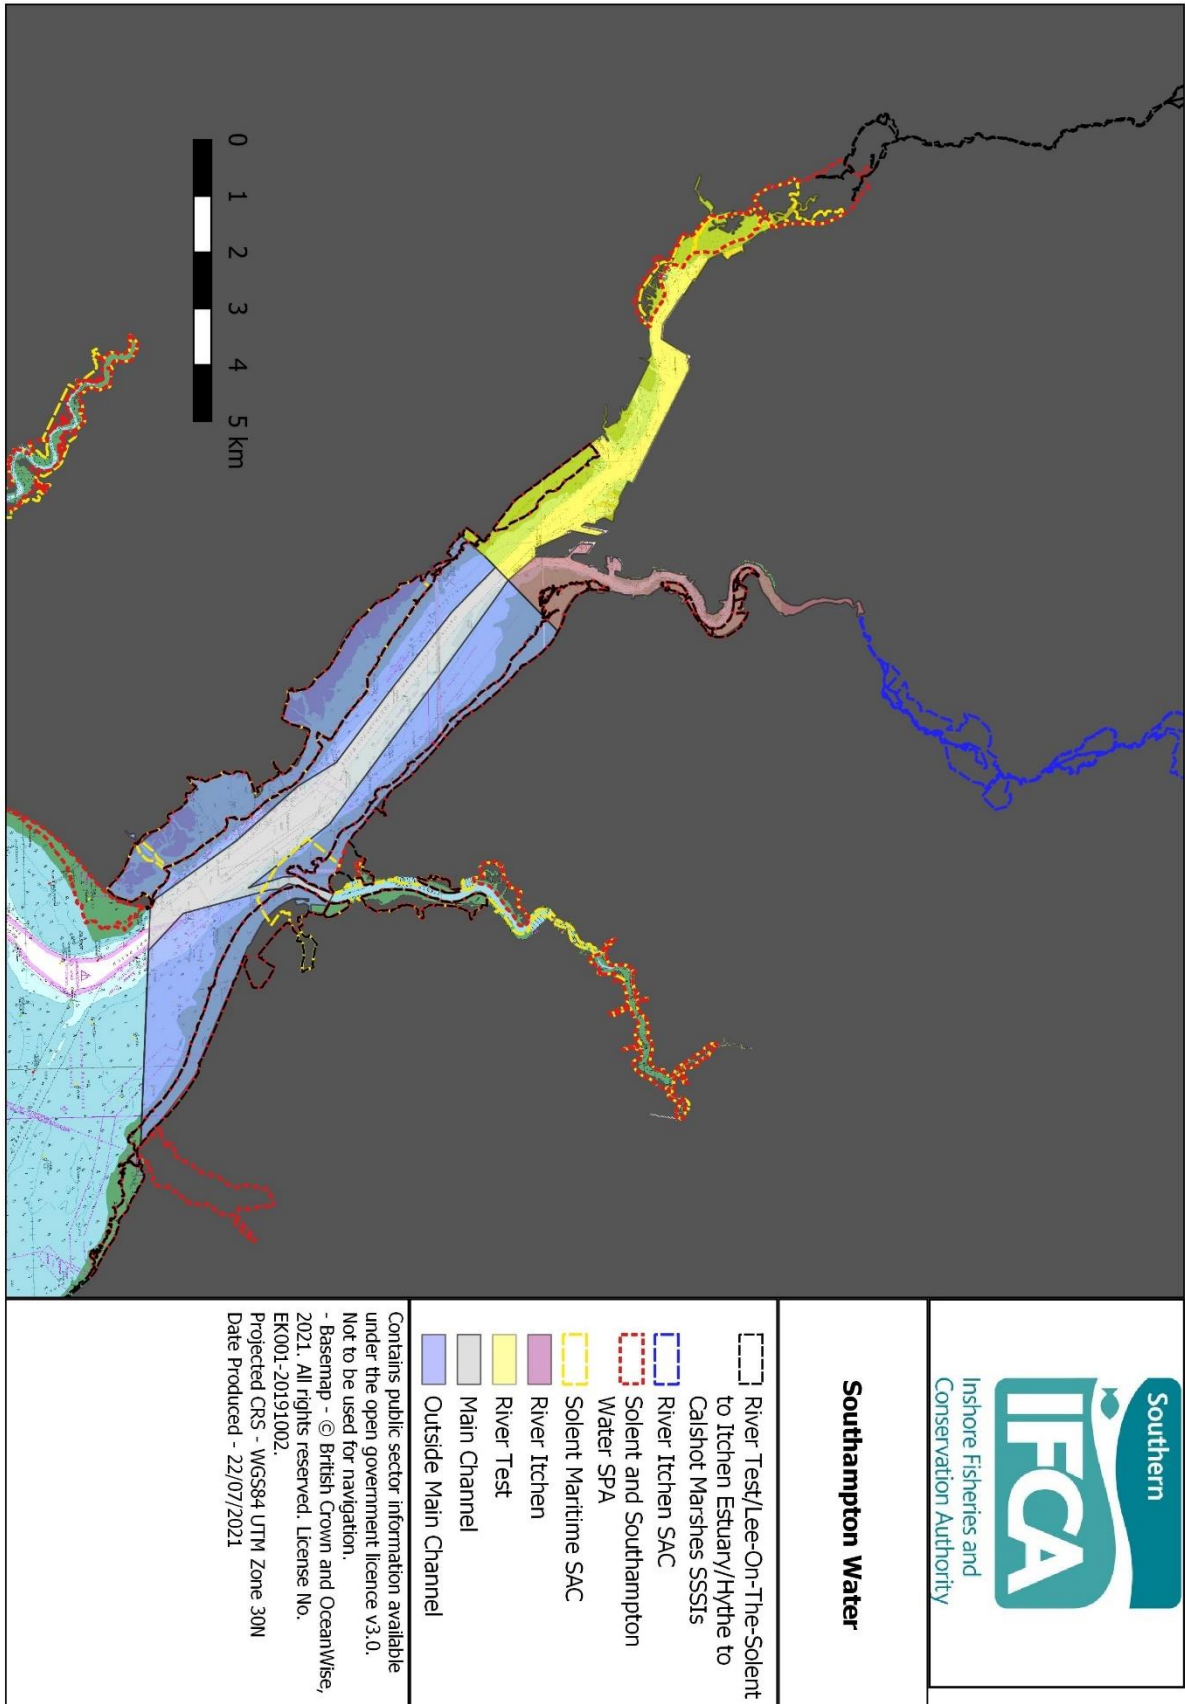 Southern
IFCA
Inshore Fisheries and
Conservation Authority
Southampton Water
River Test/Lee-On-The-Solent
to Itchen Estuary/Hythe to
Calshot Marshes SSSIs
River Itchen SAC
Solent and Southampton
Water SPA
Solent Maritime SAC
River Itchen
River Test
Main Channel
Outside Main Channel
Contains public sector information available
under the open government licence v3.0.
Not to be used for navigation.
- Basemap - © British Crown and OceanWise,
2021. All rights reserved. License No.
EK001-20191002.
Projected CRS - WGS84 UTM Zone 30N
Date Produced - 22/07/2021
0 1 2 3 4 5 km